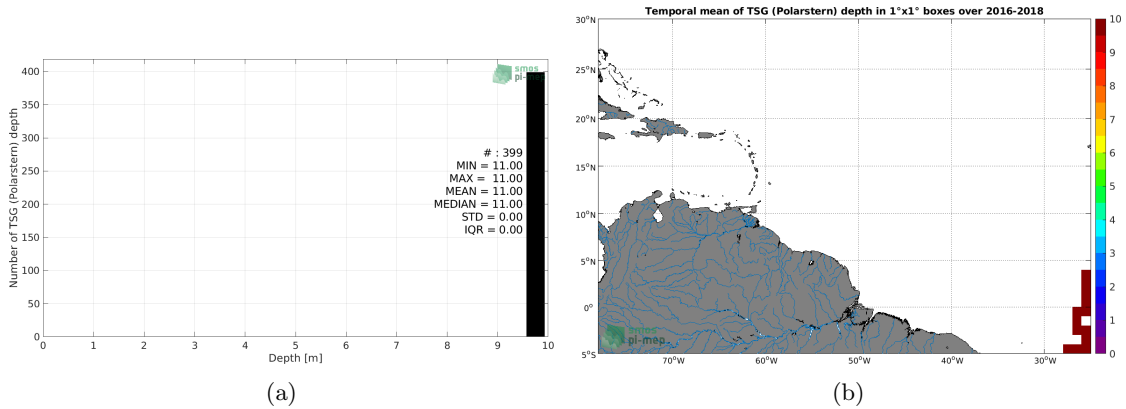 smos
pi-mep
Number of TSG (Polarstern) depth
400
350
300
250
200
150
100
50
0
# : 399
MIN = 11.00
MAX = 11.00
MEAN = 11.00
MEDIAN = 11.00
STD = 0.00
IQR = 0.00
0 1 2 3 4 5 6 7 8 9 10
Depth [m]
(a)
Temporal mean of TSG (Polarstern) depth in 1°x1° boxes over 2016-2018
30°N
25°N
20°N
15°N
10°N
5°N
0°
5°S
70°W 60°W 50°W 40°W 30°W
smos
pi-mep
10
9
8
7
6
5
4
3
2
1
0
(b)